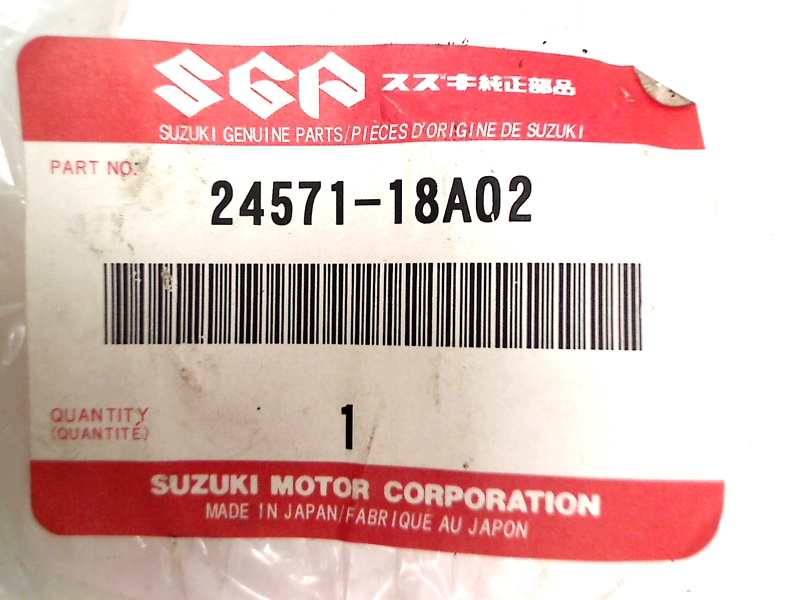 SGP スズキ純正部品
SUZUKI GENUINE PARTS/PIÈCES D'ORIGINE DE SUZUKI
PART NO.
24571-18A02
QUANTITY
(QUANTITÉ)
1
SUZUKI MOTOR CORPORATION
MADE IN JAPAN/FABRIQUE AU JAPON